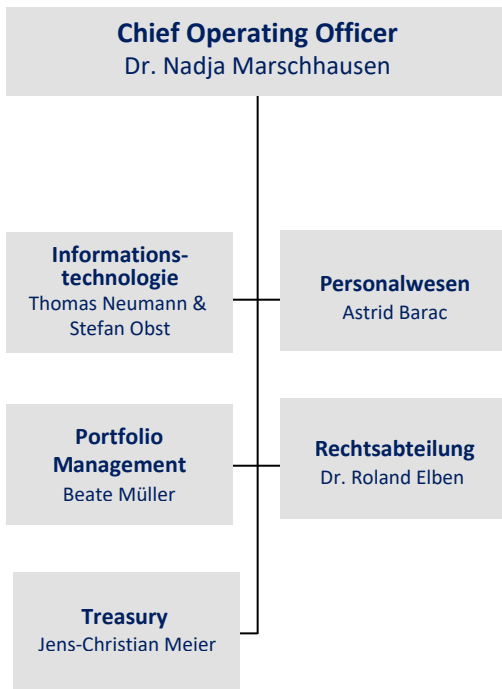 Chief Operating Officer
Dr. Nadja Marschhausen
Informations-
technologie
Thomas Neumann &
Stefan Obst
Personalwesen
Astrid Barac
Portfolio
Management
Beate Müller
Rechtsabteilung
Dr. Roland Elben
Treasury
Jens-Christian Meier